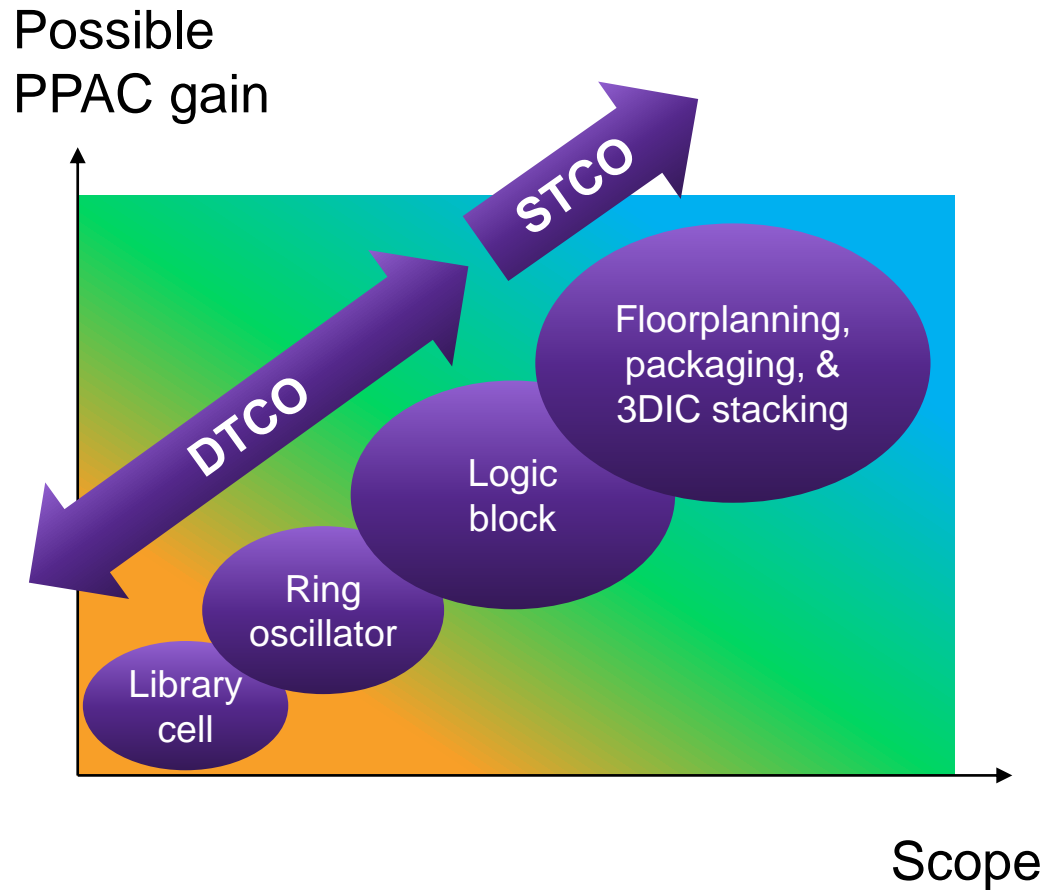 Possible
PPAC gain
STCO
DTCO
Floorplanning,
packaging, &
3DIC stacking
Logic
block
Ring
oscillator
Library
cell
Scope